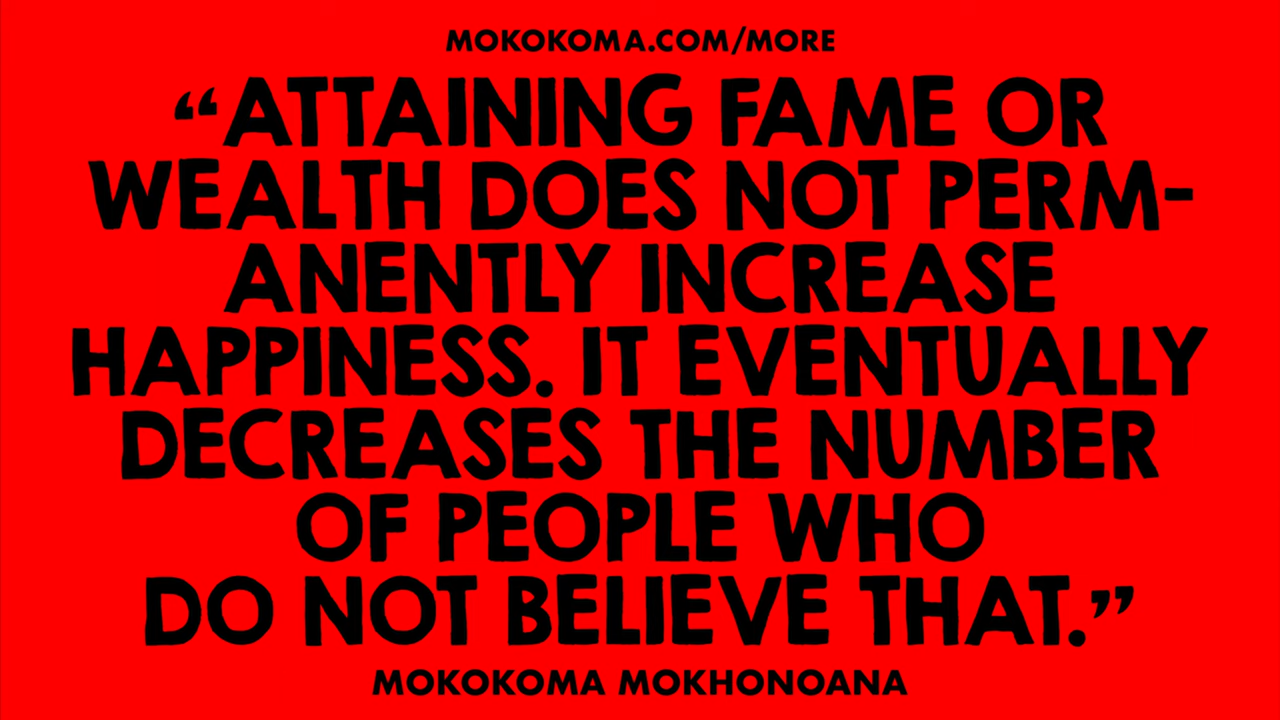 MOKOKOMA.COM/MORE
“ATTAINING FAME OR
WEALTH DOES NOT PERM-
ANENTLY INCREASE
HAPPINESS. IT EVENTUALLY
DECREASES THE NUMBER
OF PEOPLE WHO
DO NOT BELIEVE THAT.”
MOKOKOMA MOKHONOANA